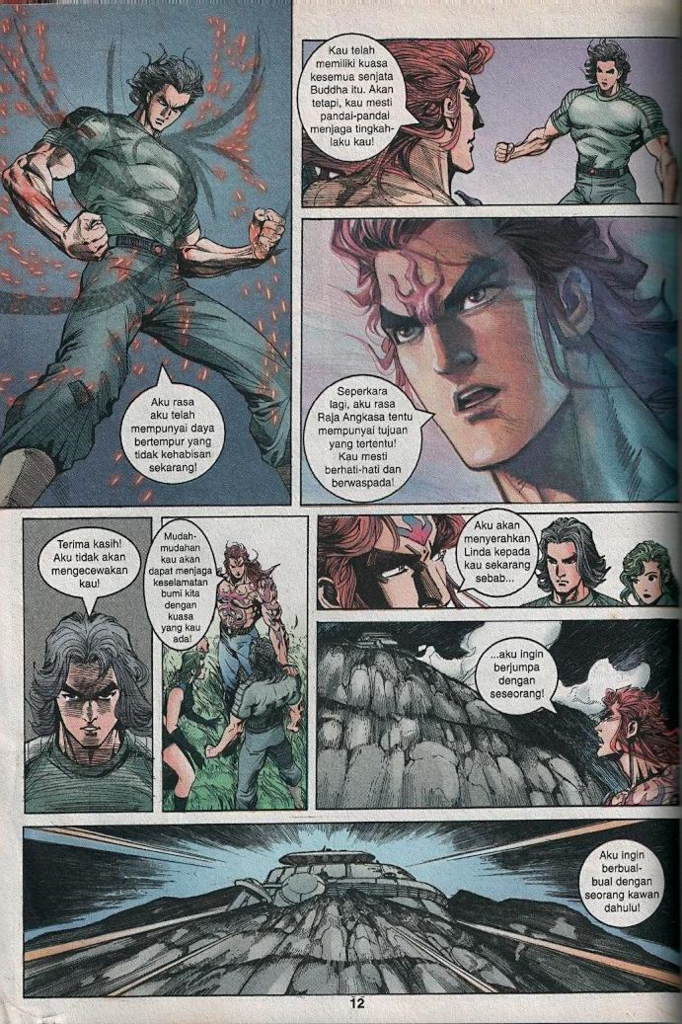 Aku rasa
aku telah
mempunyai daya
bertempur yang
tidak kehabisan
sekarang!
Kau telah
memiliki kuasa
kesemua senjata
Buddha itu. Akan
tetapi, kau mesti
pandai-pandai
menjaga tingkah-
laku kau!
Seperkara
lagi, aku rasa
Raja Angkasa tentu
mempunyai tujuan
yang tertentu!
Kau mesti
berhati-hati dan
berwaspada!
Terima kasih!
Aku tidak akan
mengecewakan
kau!
Mudah-
mudahan
kau akan
dapat menjaga
keselamatan
bumi kita
dengan
kuasa
yang kau
ada!
Aku akan
menyerahkan
Linda kepada
kau sekarang
sebab...
...aku ingin
berjumpa
dengan
seseorang!
Aku ingin
berbual-
bual dengan
seorang kawan
dahulu!
12